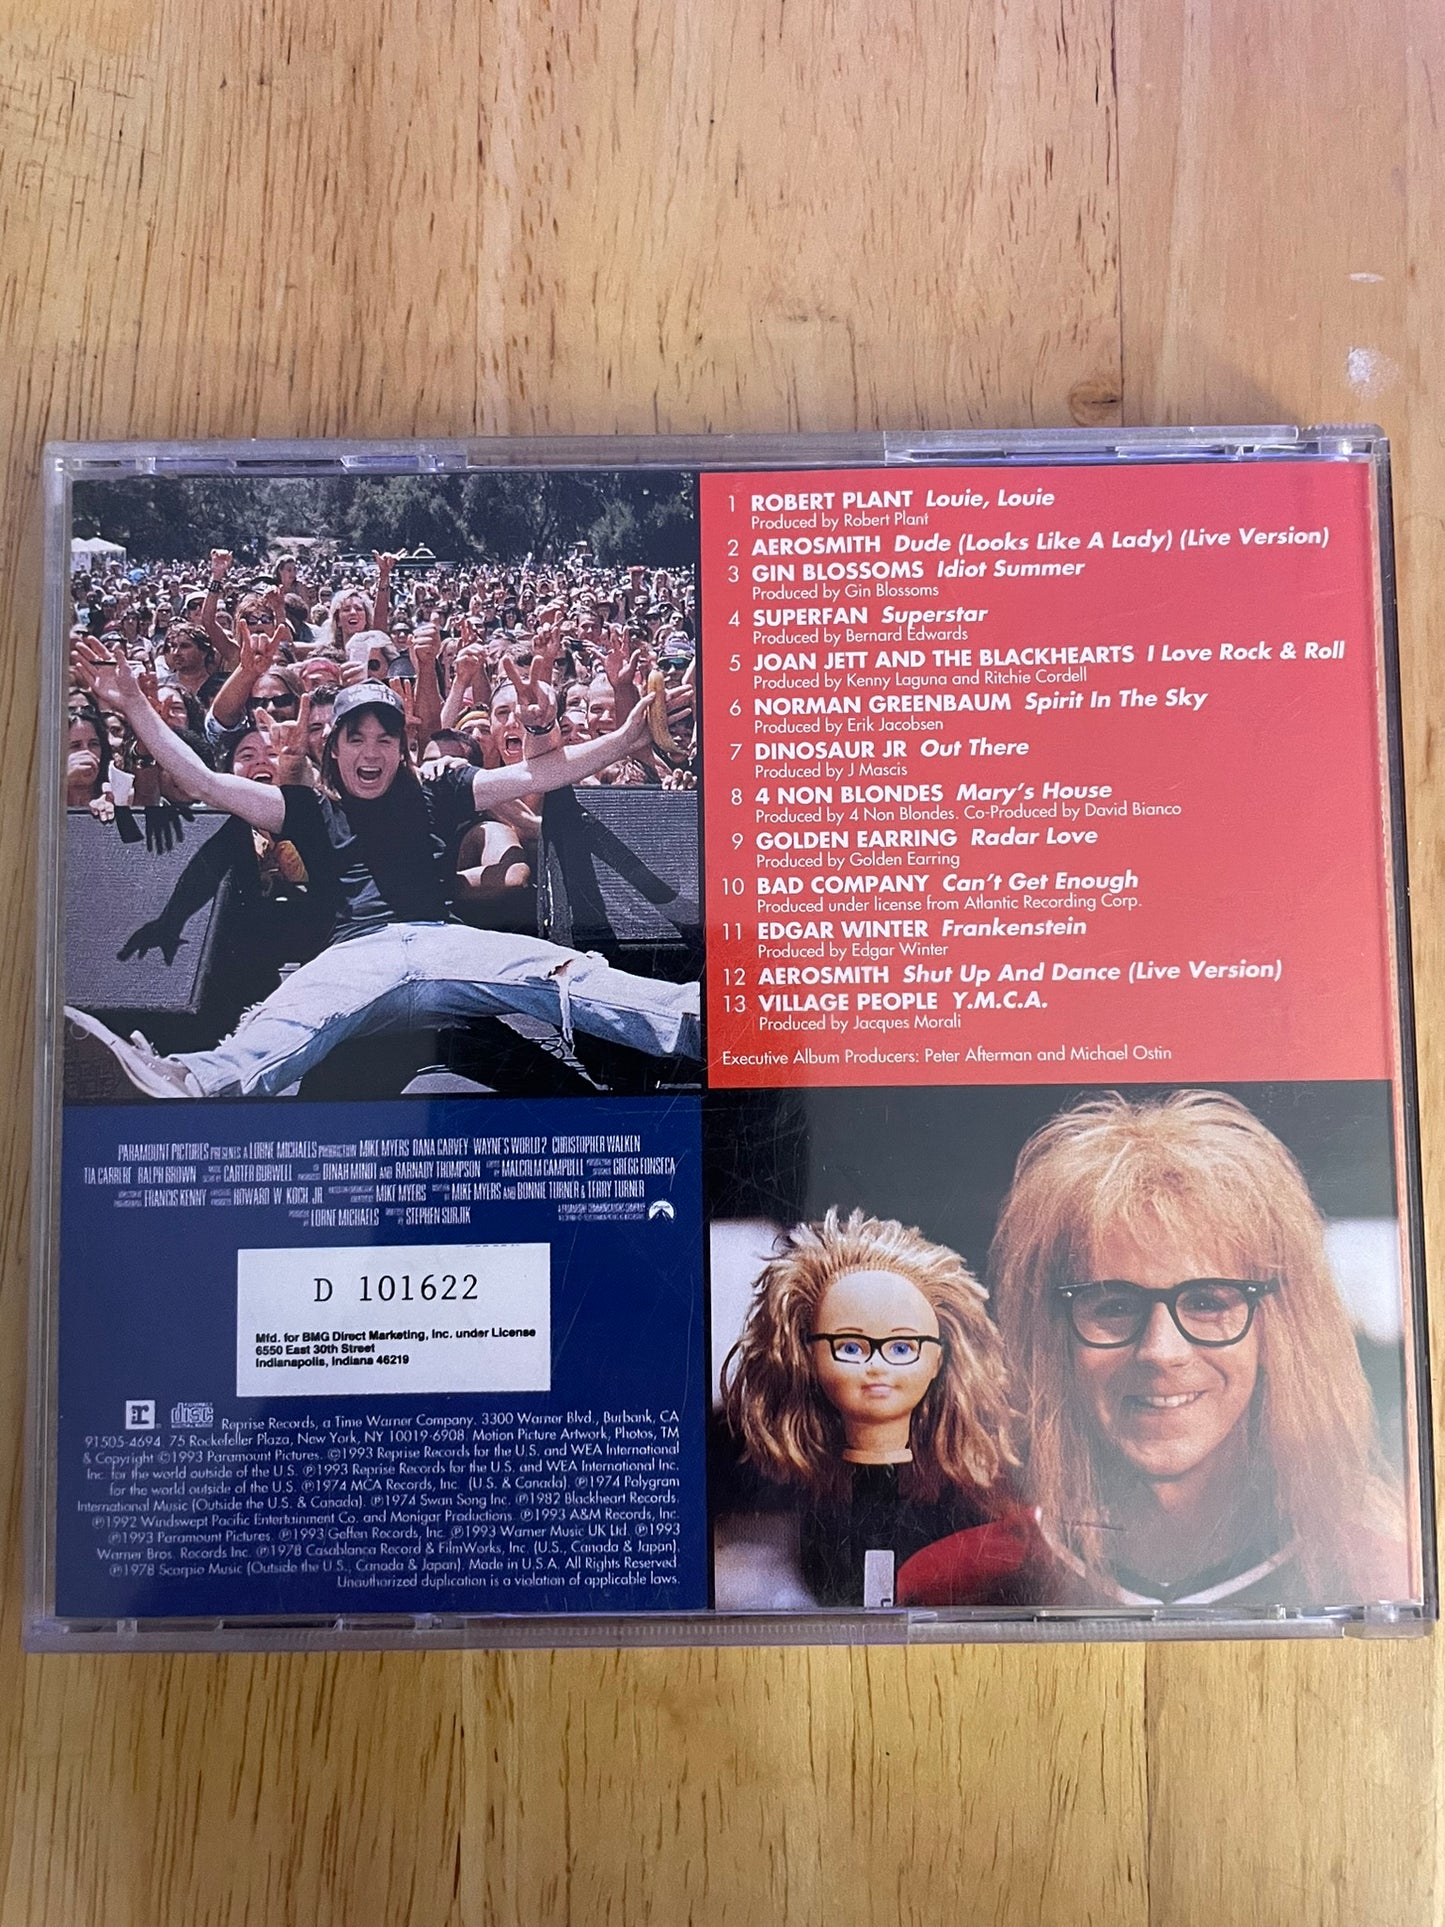 1 ROBERT PLANT Louie, Louie
Produced by Robert Plant
2 AEROSMITH Dude (Looks Like A Lady) (Live Version)
3 GIN BLOSSOMS Idiot Summer
Produced by Gin Blossoms
4 SUPERFAN Superstar
Produced by Bernard Edwards
5 JOAN JETT AND THE BLACKHEARTS I Love Rock & Roll
Produced by Kenny Laguna and Ritchie Cordell
6 NORMAN GREENBAUM Spirit In The Sky
Produced by Erik Jacobsen
7 DINOSAUR JR Out There
Produced by J Mascis
8 4 NON BLONDES Mary's House
Produced by 4 Non Blondes. Co-Produced by David Bianco
9 GOLDEN EARRING Radar Love
Produced by Golden Earring
10 BAD COMPANY Can't Get Enough
Produced under license from Atlantic Recording Corp.
11 EDGAR WINTER Frankenstein
Produced by Edgar Winter
12 AEROSMITH Shut Up And Dance (Live Version)
13 VILLAGE PEOPLE Y.M.C.A.
Produced by Jacques Morali
Executive Album Producers: Peter Afterman and Michael Ostin
PARAMOUNT PICTURES PRESENTS A LORNE MICHAELS PRODUCTION MIKE MYERS DANA CARVEY WAYNE'S WORLD 2 CHRISTOPHER WALKEN
TIA CARRERE RALPH BROWN CARTER BURWELL DINAH MINOT AND BARNABY THOMPSON MALCOLM CAMPBELL GREGG FONSECA
FRANCIS KENNY HOWARD W. KOCH, JR. MIKE MYERS MIKE MYERS AND BONNIE TURNER & TERRY TURNER
LORNE MICHAELS STEPHEN SURJIK
D 101622
Mfd. for BMG Direct Marketing, Inc. under License
6550 East 30th Street
Indianapolis, Indiana 46219
r COMPACT disc DIGITAL AUDIO Reprise Records, a Time Warner Company. 3300 Warner Blvd., Burbank, CA
91505-4694. 75 Rockefeller Plaza, New York, NY 10019-6908. Motion Picture Artwork, Photos, TM
& Copyright ©1993 Paramount Pictures. ©1993 Reprise Records for the U.S. and WEA International
Inc. for the world outside of the U.S. ℗1993 Reprise Records for the U.S. and WEA International Inc.
for the world outside of the U.S. ℗1974 MCA Records, Inc. (U.S. & Canada). ℗1974 Polygram
International Music (Outside the U.S. & Canada). ℗1974 Swan Song Inc. ℗1982 Blackheart Records.
℗1992 Windswept Pacific Entertainment Co. and Monigar Productions. ℗1993 A&M Records, Inc.
℗1993 Paramount Pictures. ℗1993 Geffen Records, Inc. ℗1993 Warner Music UK Ltd. ℗1993
Warner Bros. Records Inc. ℗1978 Casablanca Record & FilmWorks, Inc. (U.S., Canada & Japan).
℗1978 Scorpio Music (Outside the U.S., Canada & Japan). Made in U.S.A. All Rights Reserved.
Unauthorized duplication is a violation of applicable laws.